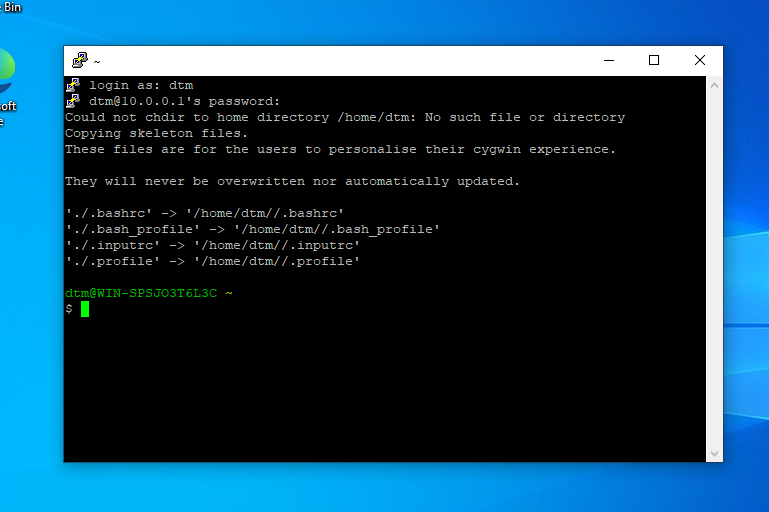 Bin
~
login as: dtm
dtm@10.0.0.1's password:
Could not chdir to home directory /home/dtm: No such file or directory
Copying skeleton files.
These files are for the users to personalise their cygwin experience.
They will never be overwritten nor automatically updated.
'./.bashrc' -> '/home/dtm//.bashrc'
'./.bash_profile' -> '/home/dtm//.bash_profile'
'./.inputrc' -> '/home/dtm//.inputrc'
'./.profile' -> '/home/dtm//.profile'
dtm@WIN-SPSJO3T6L3C ~
$